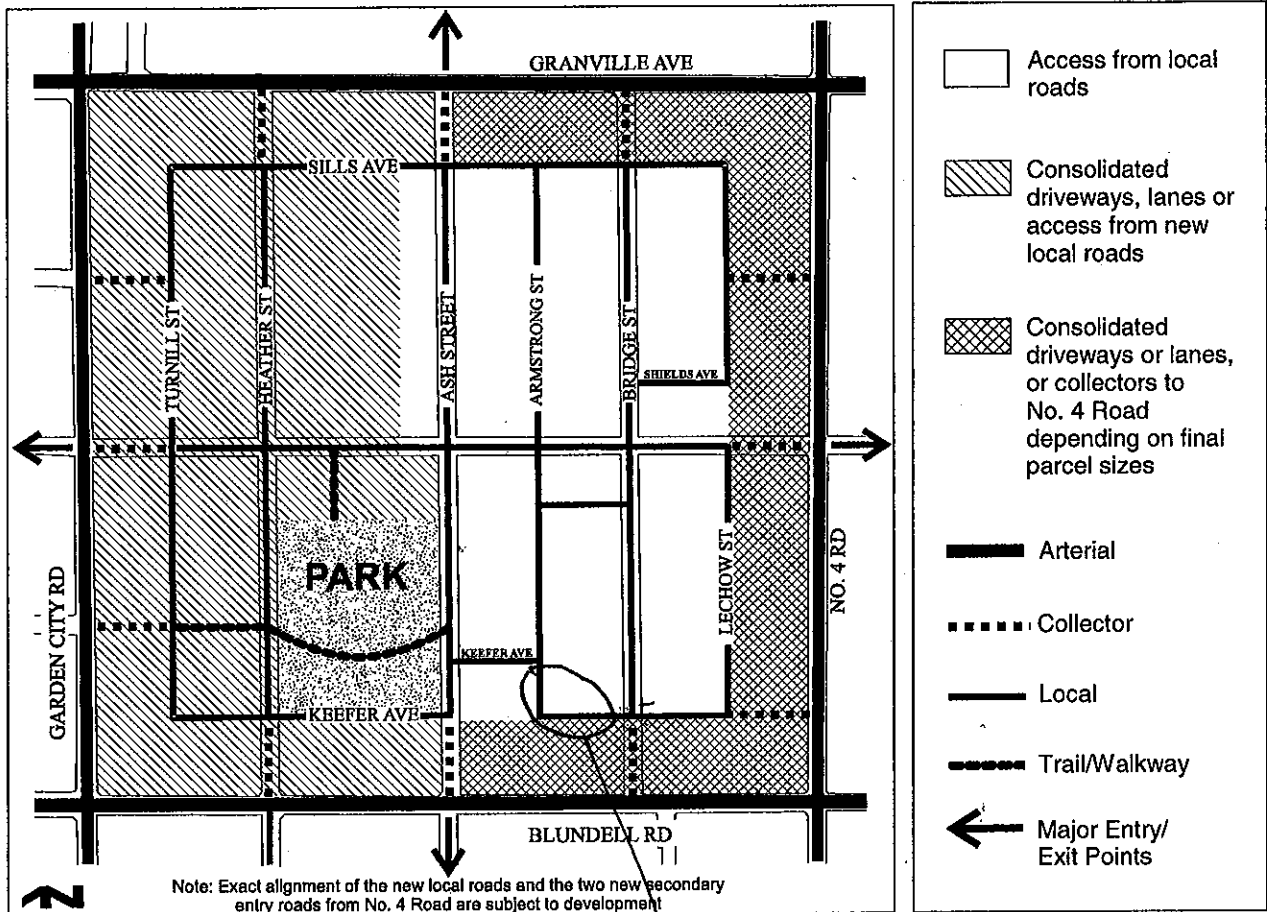 GRANVILLE AVE
SILLS AVE
TURNILL ST
HEATHER ST
ASH STREET
ARMSTRONG ST
BRIDGE ST
SHIELDS AVE
PARK
GARDEN CITY RD
NO. 4 RD
LECHOW ST
KEEFER AVE
KEEFER AVE
BLUNDELL RD
N
Note: Exact alignment of the new local roads and the two new secondary
entry roads from No. 4 Road are subject to development
Access from local
roads
Consolidated
driveways, lanes or
access from new
local roads
Consolidated
driveways or lanes,
or collectors to
No. 4 Road
depending on final
parcel sizes
Arterial
Collector
Local
Trail/Walkway
Major Entry/
Exit Points